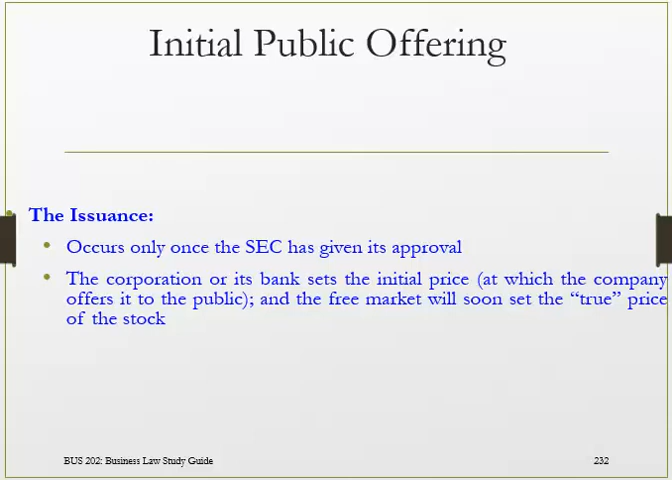 Initial Public Offering
• The Issuance:
• Occurs only once the SEC has given its approval
• The corporation or its bank sets the initial price (at which the company
offers it to the public); and the free market will soon set the “true” price
of the stock
BUS 202: Business Law Study Guide
232